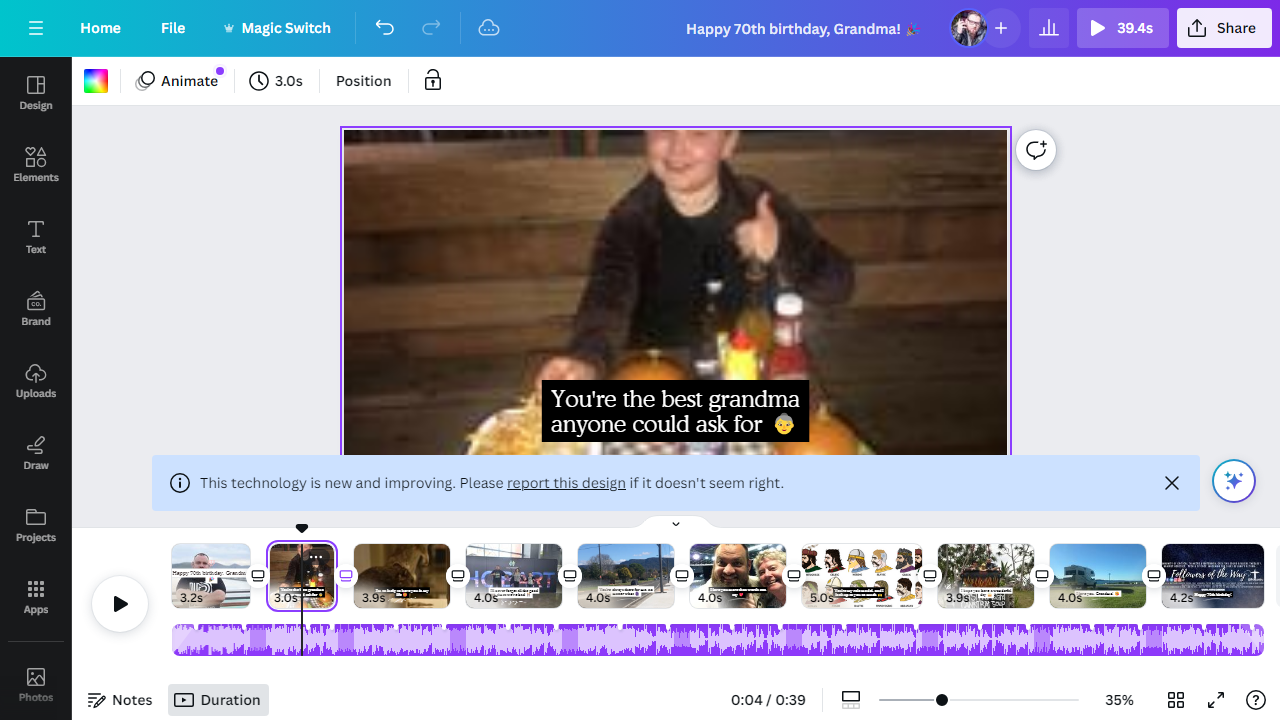 Home
File
Magic Switch
Happy 70th birthday, Grandma! 🎉
39.4s
Share
Design
Elements
Text
Brand
CO.
Uploads
Draw
Projects
Apps
Photos
Animate
3.0s
Position
You're the best grandma
anyone could ask for 👵
This technology is new and improving. Please report this design if it doesn't seem right.
3.2s
3.0s
3.9s
4.0s
4.0s
4.0s
5.0s
3.9s
4.0s
4.2s
Happy 70th birthday, Grandma
Followers of the Way
Happy 70th birthday!
Notes
Duration
0:04 / 0:39
35%